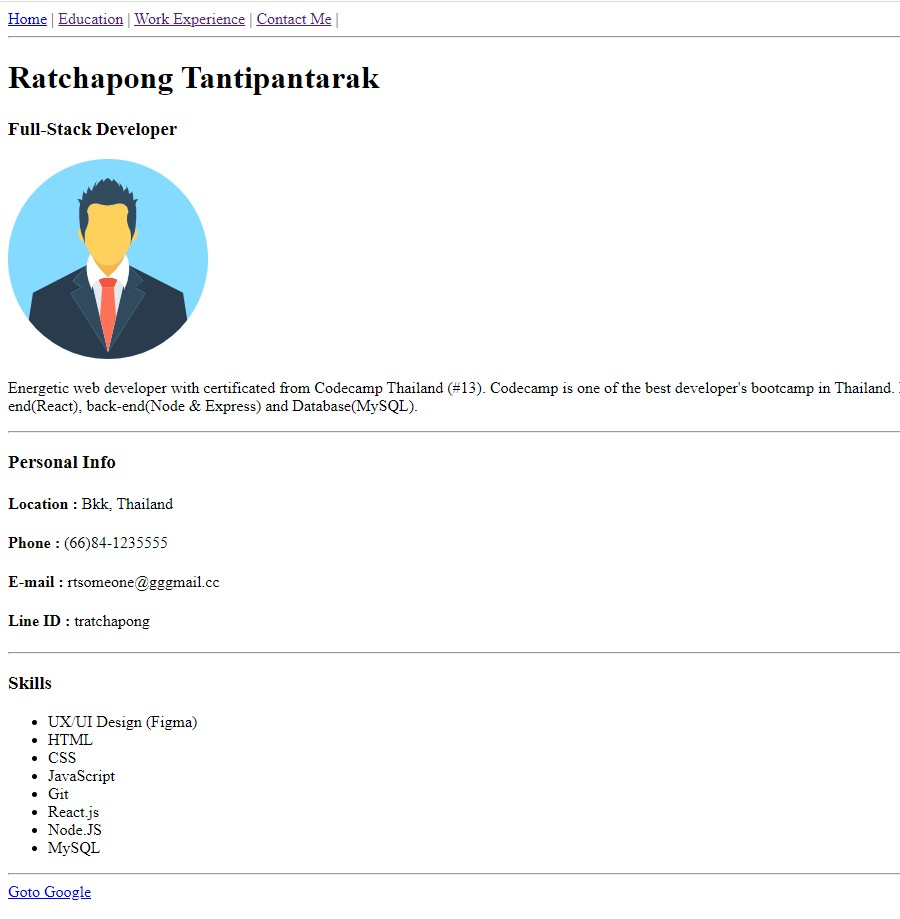 Home | Education | Work Experience | Contact Me |
Ratchapong Tantipantarak
Full-Stack Developer
Energetic web developer with certificated from Codecamp Thailand (#13). Codecamp is one of the best developer's bootcamp in Thailand.
end(React), back-end(Node & Express) and Database(MySQL).
Personal Info
Location : Bkk, Thailand
Phone : (66)84-1235555
E-mail : rtsomeone@gggmail.cc
Line ID : tratchapong
Skills
• UX/UI Design (Figma)
• HTML
• CSS
• JavaScript
• Git
• React.js
• Node.JS
• MySQL
Goto Google